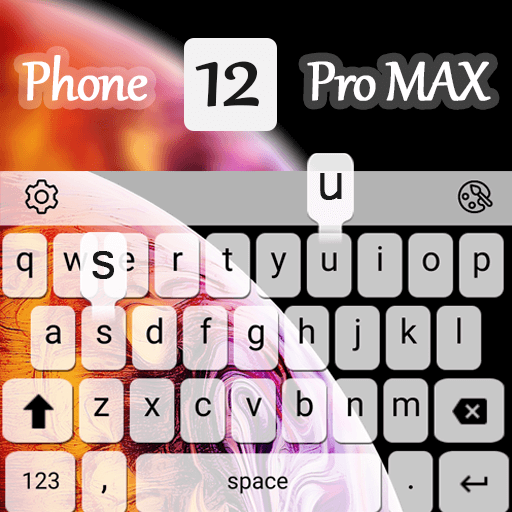 Phone 12 Pro MAX
u
q w e r t y u i o p
s
a s d f g h j k l
z x c v b n m
123 , space .